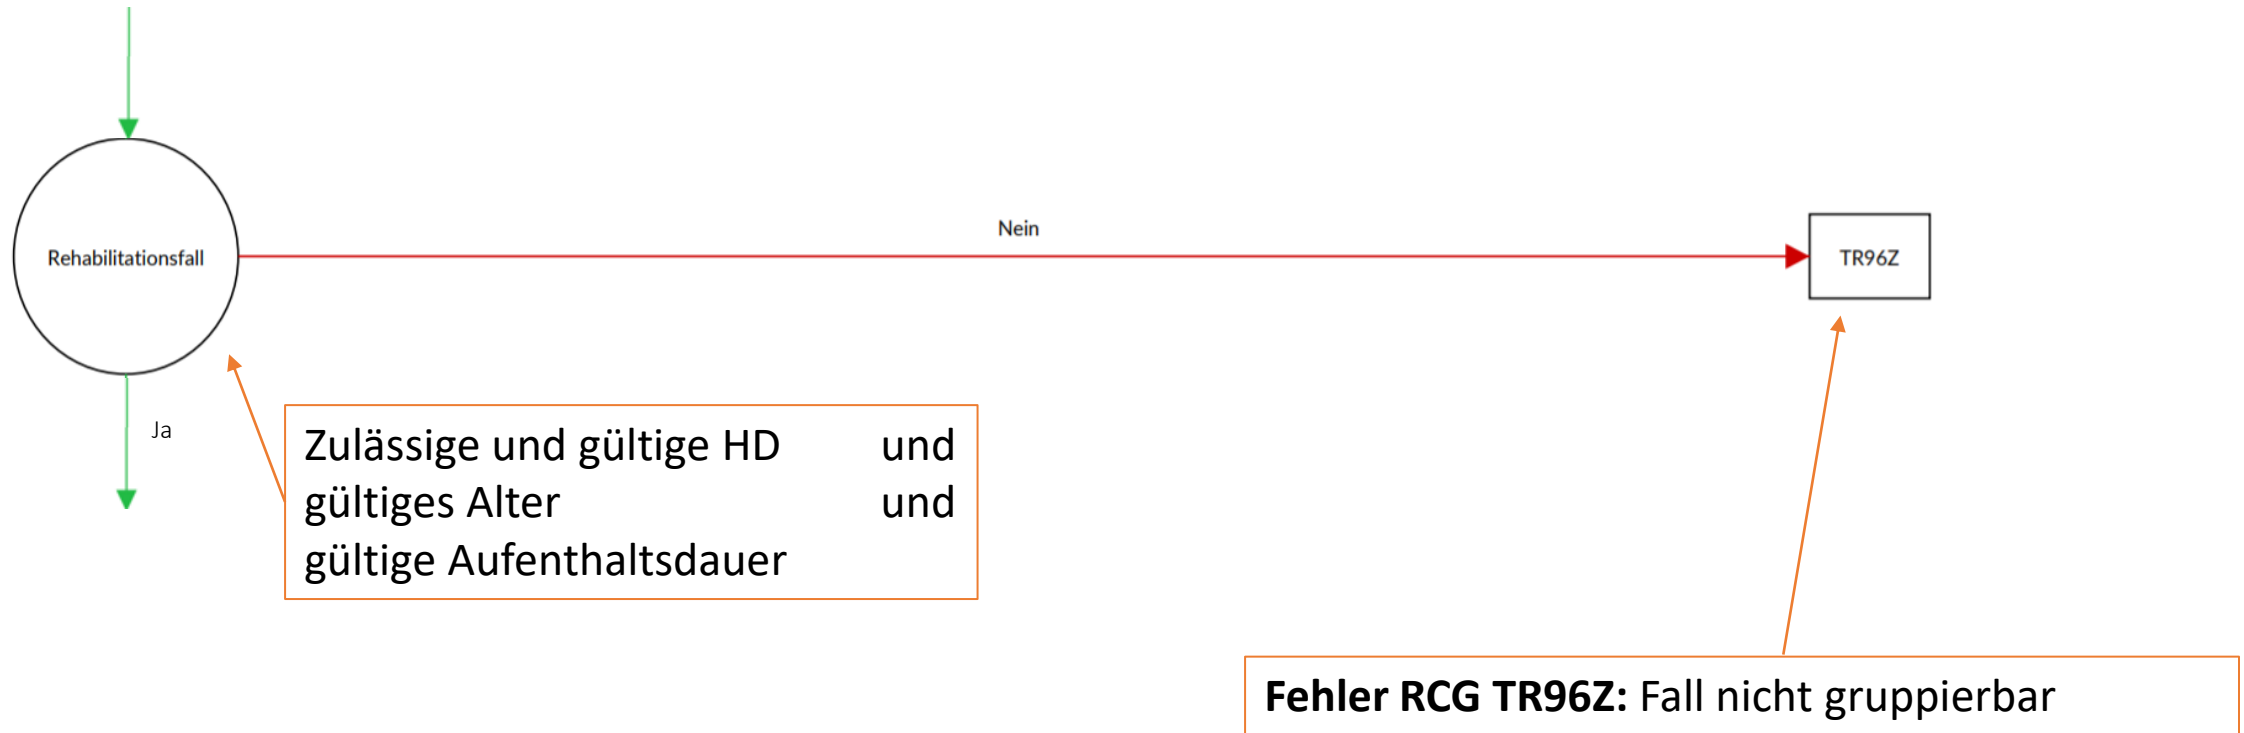 Nein
Rehabilitationsfall
TR96Z
Ja
Zulässige und gültige HD und
gültiges Alter und
gültige Aufenthaltsdauer
Fehler RCG TR96Z: Fall nicht gruppierbar